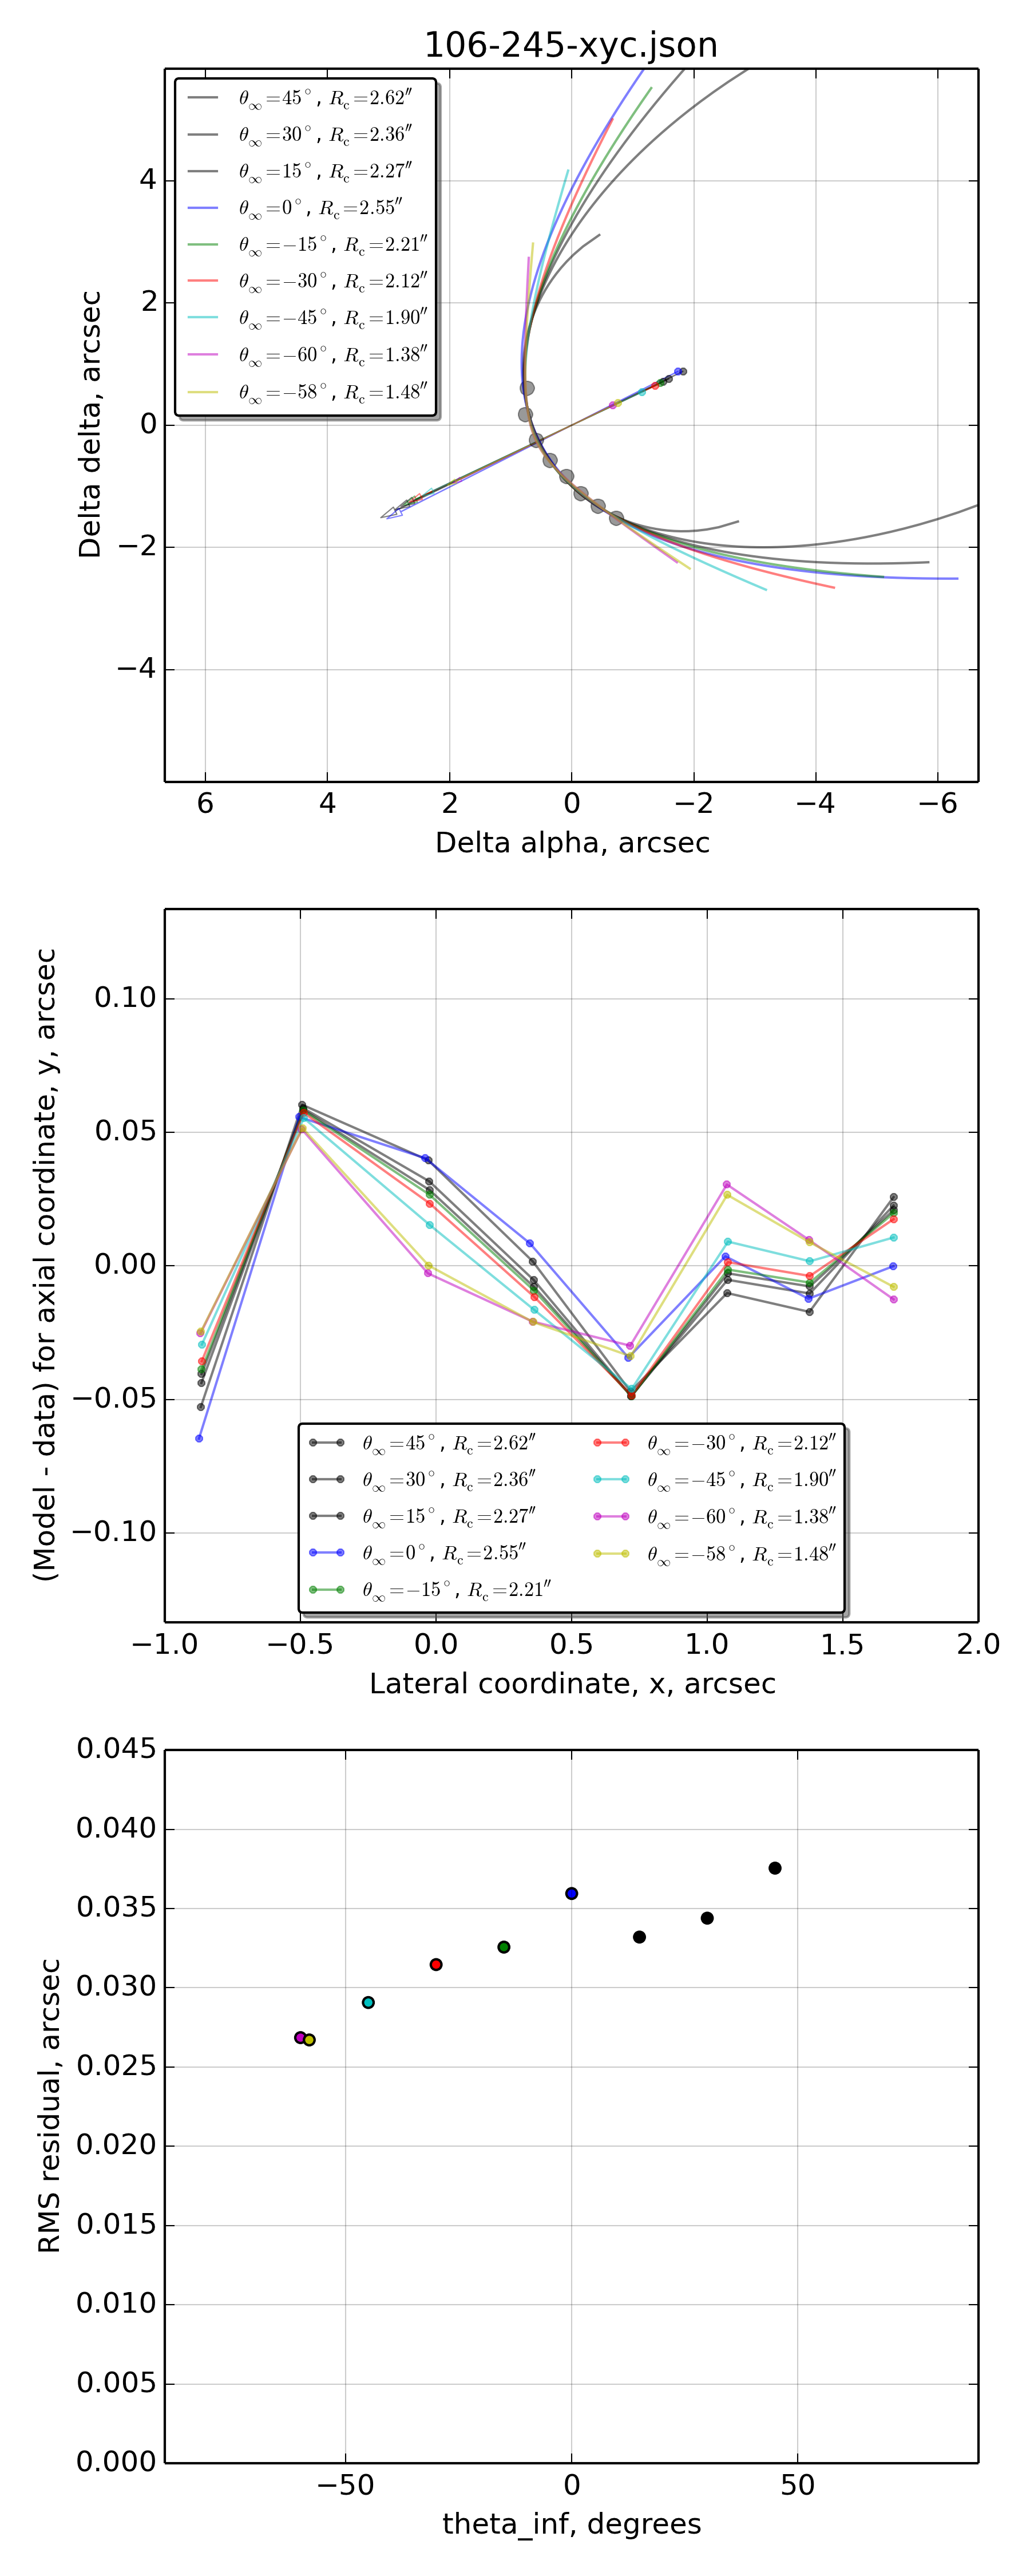 106-245-xyc.json
θ∞=45°, Rc=2.62″
θ∞=30°, Rc=2.36″
θ∞=15°, Rc=2.27″
θ∞=0°, Rc=2.55″
θ∞=−15°, Rc=2.21″
θ∞=−30°, Rc=2.12″
θ∞=−45°, Rc=1.90″
θ∞=−60°, Rc=1.38″
θ∞=−58°, Rc=1.48″
Delta delta, arcsec
4
2
0
−2
−4
6 4 2 0 −2 −4 −6
Delta alpha, arcsec
(Model - data) for axial coordinate, y, arcsec
0.10
0.05
0.00
−0.05
−0.10
θ∞=45°, Rc=2.62″
θ∞=30°, Rc=2.36″
θ∞=15°, Rc=2.27″
θ∞=0°, Rc=2.55″
θ∞=−15°, Rc=2.21″
θ∞=−30°, Rc=2.12″
θ∞=−45°, Rc=1.90″
θ∞=−60°, Rc=1.38″
θ∞=−58°, Rc=1.48″
−1.0 −0.5 0.0 0.5 1.0 1.5 2.0
Lateral coordinate, x, arcsec
RMS residual, arcsec
0.045
0.040
0.035
0.030
0.025
0.020
0.015
0.010
0.005
0.000
−50 0 50
theta_inf, degrees